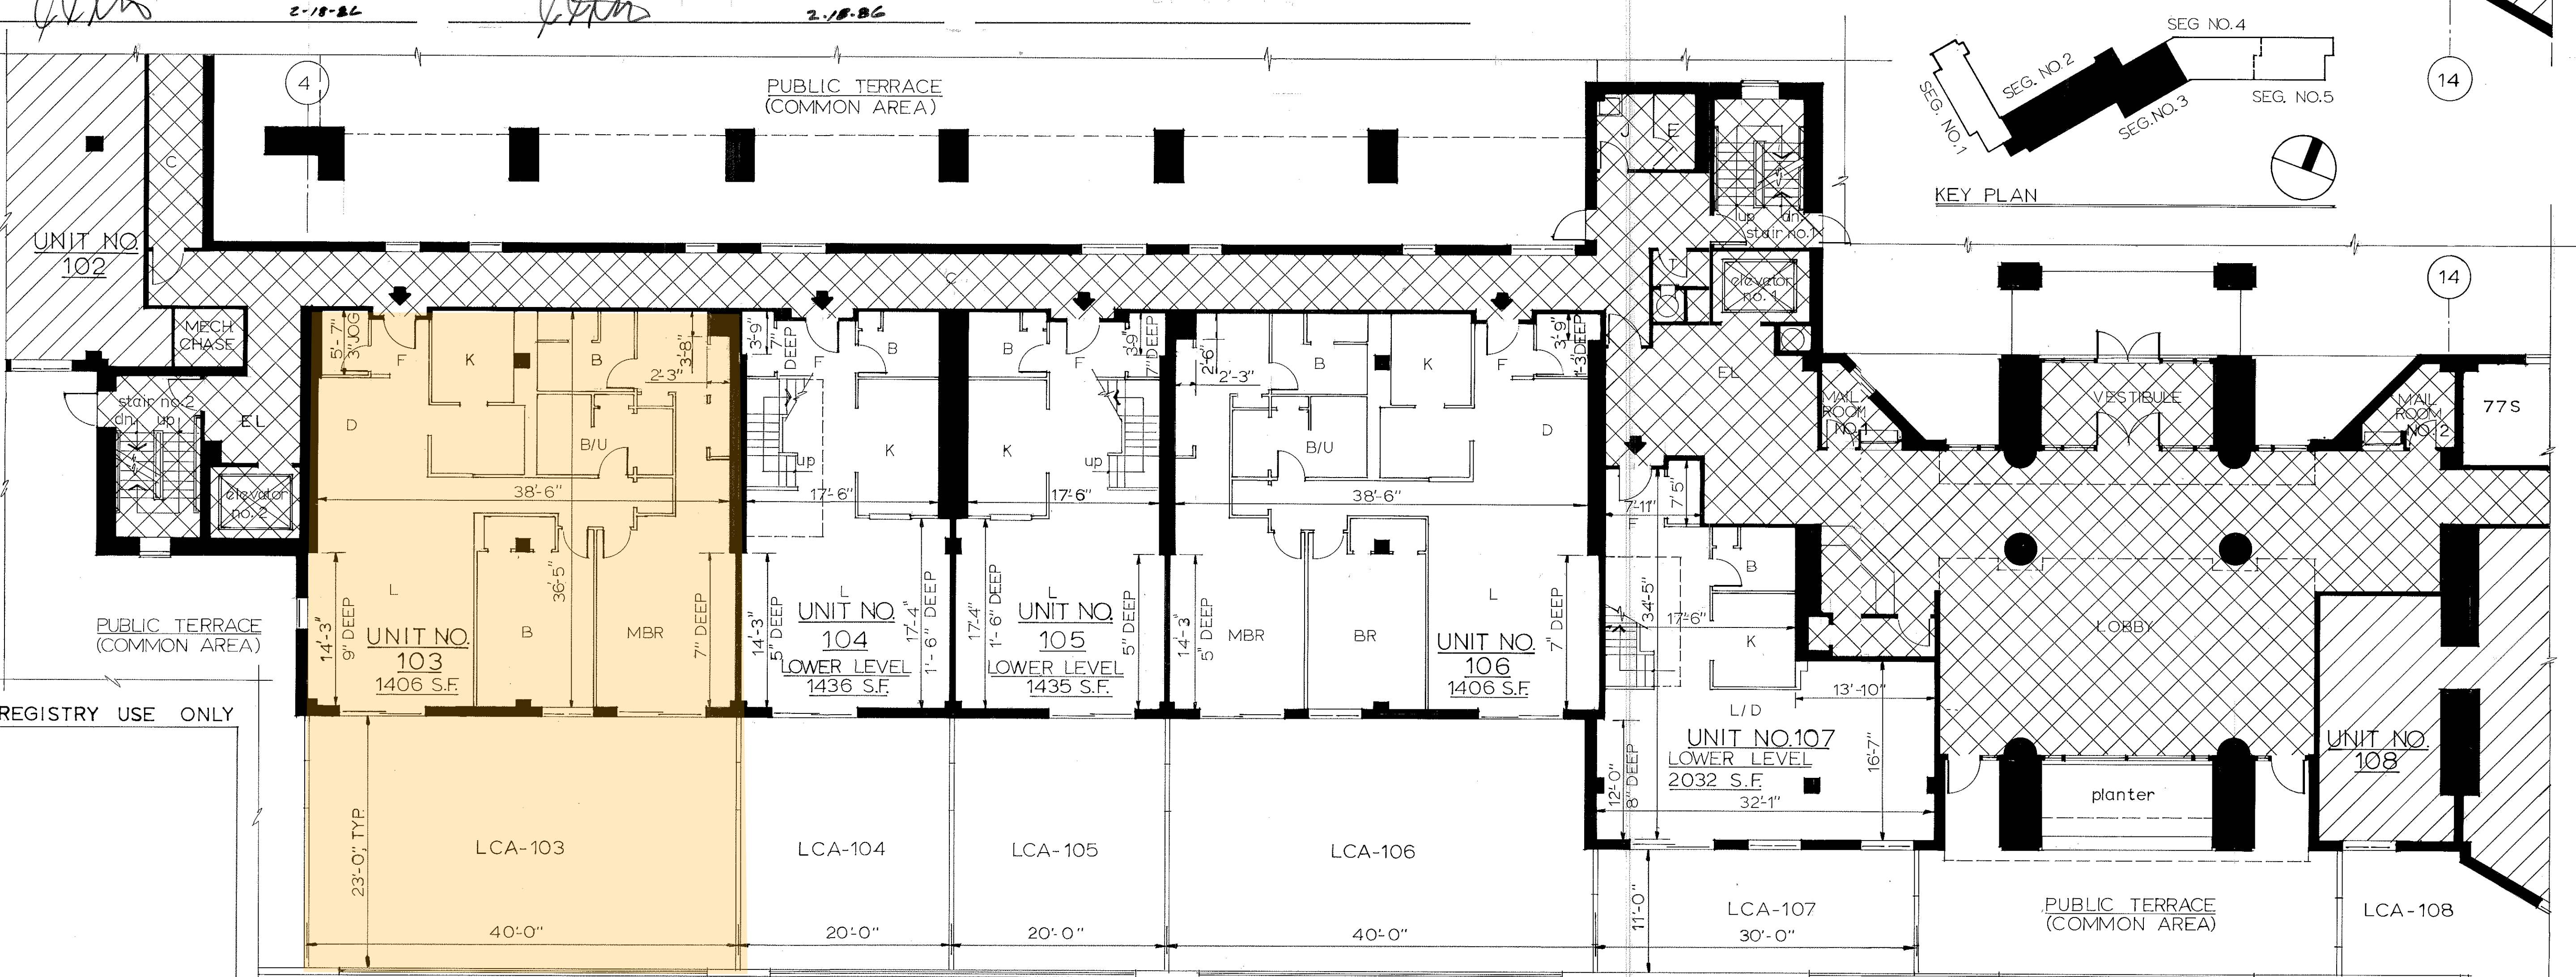 2-18-86
2-18-86
SEG NO.4
SEG. NO.2
SEG. NO.1
SEG.NO.3
SEG. NO.5
KEY PLAN
4
14
14
PUBLIC TERRACE
(COMMON AREA)
C
UNIT NO.
102
MECH
CHASE
stair no.2
dn.
up
EL
elevator
no. 2
PUBLIC TERRACE
(COMMON AREA)
REGISTRY USE ONLY
C
J
E
up
dn.
stair no.1
T
elevator
no. 1
EL
5'-7"
3"JOG
F
K
B
3'-8"
2'-3"
D
B/U
38'-6"
36'-5"
L
14'-3"
9" DEEP
B
MBR
7" DEEP
UNIT NO.
103
1406 S.F.
LCA-103
23'-0", TYP.
40'-0"
3'-9"
7"
DEEP
F
B
K
up
17'-6"
L
14'-3"
5" DEEP
17'-4"
1'-6" DEEP
UNIT NO.
104
LOWER LEVEL
1436 S.F.
LCA-104
20'-0"
B
F
3'9"
7"DEEP
K
up
17'-6"
L
17'-4"
1'-6" DEEP
5" DEEP
UNIT NO.
105
LOWER LEVEL
1435 S.F.
LCA-105
20'-0"
2'-6"
2'-3"
B
K
F
3'-9"
1'-3"DEEP
D
B/U
38'-6"
14'-3"
5" DEEP
MBR
BR
L
7" DEEP
UNIT NO.
106
1406 S.F.
LCA-106
40'-0"
7'-11"
7'5"
F
B
34'-5"
17'-6"
K
13'-10"
L/D
UNIT NO.107
LOWER LEVEL
2032 S.F.
16'-7"
12'-0"
8" DEEP
32'-1"
LCA-107
11'-0"
30'-0"
MAIL
ROOM
NO.1
VESTIBULE
MAIL
ROOM
NO. 2
77S
LOBBY
planter
UNIT NO.
108
PUBLIC TERRACE
(COMMON AREA)
LCA-108